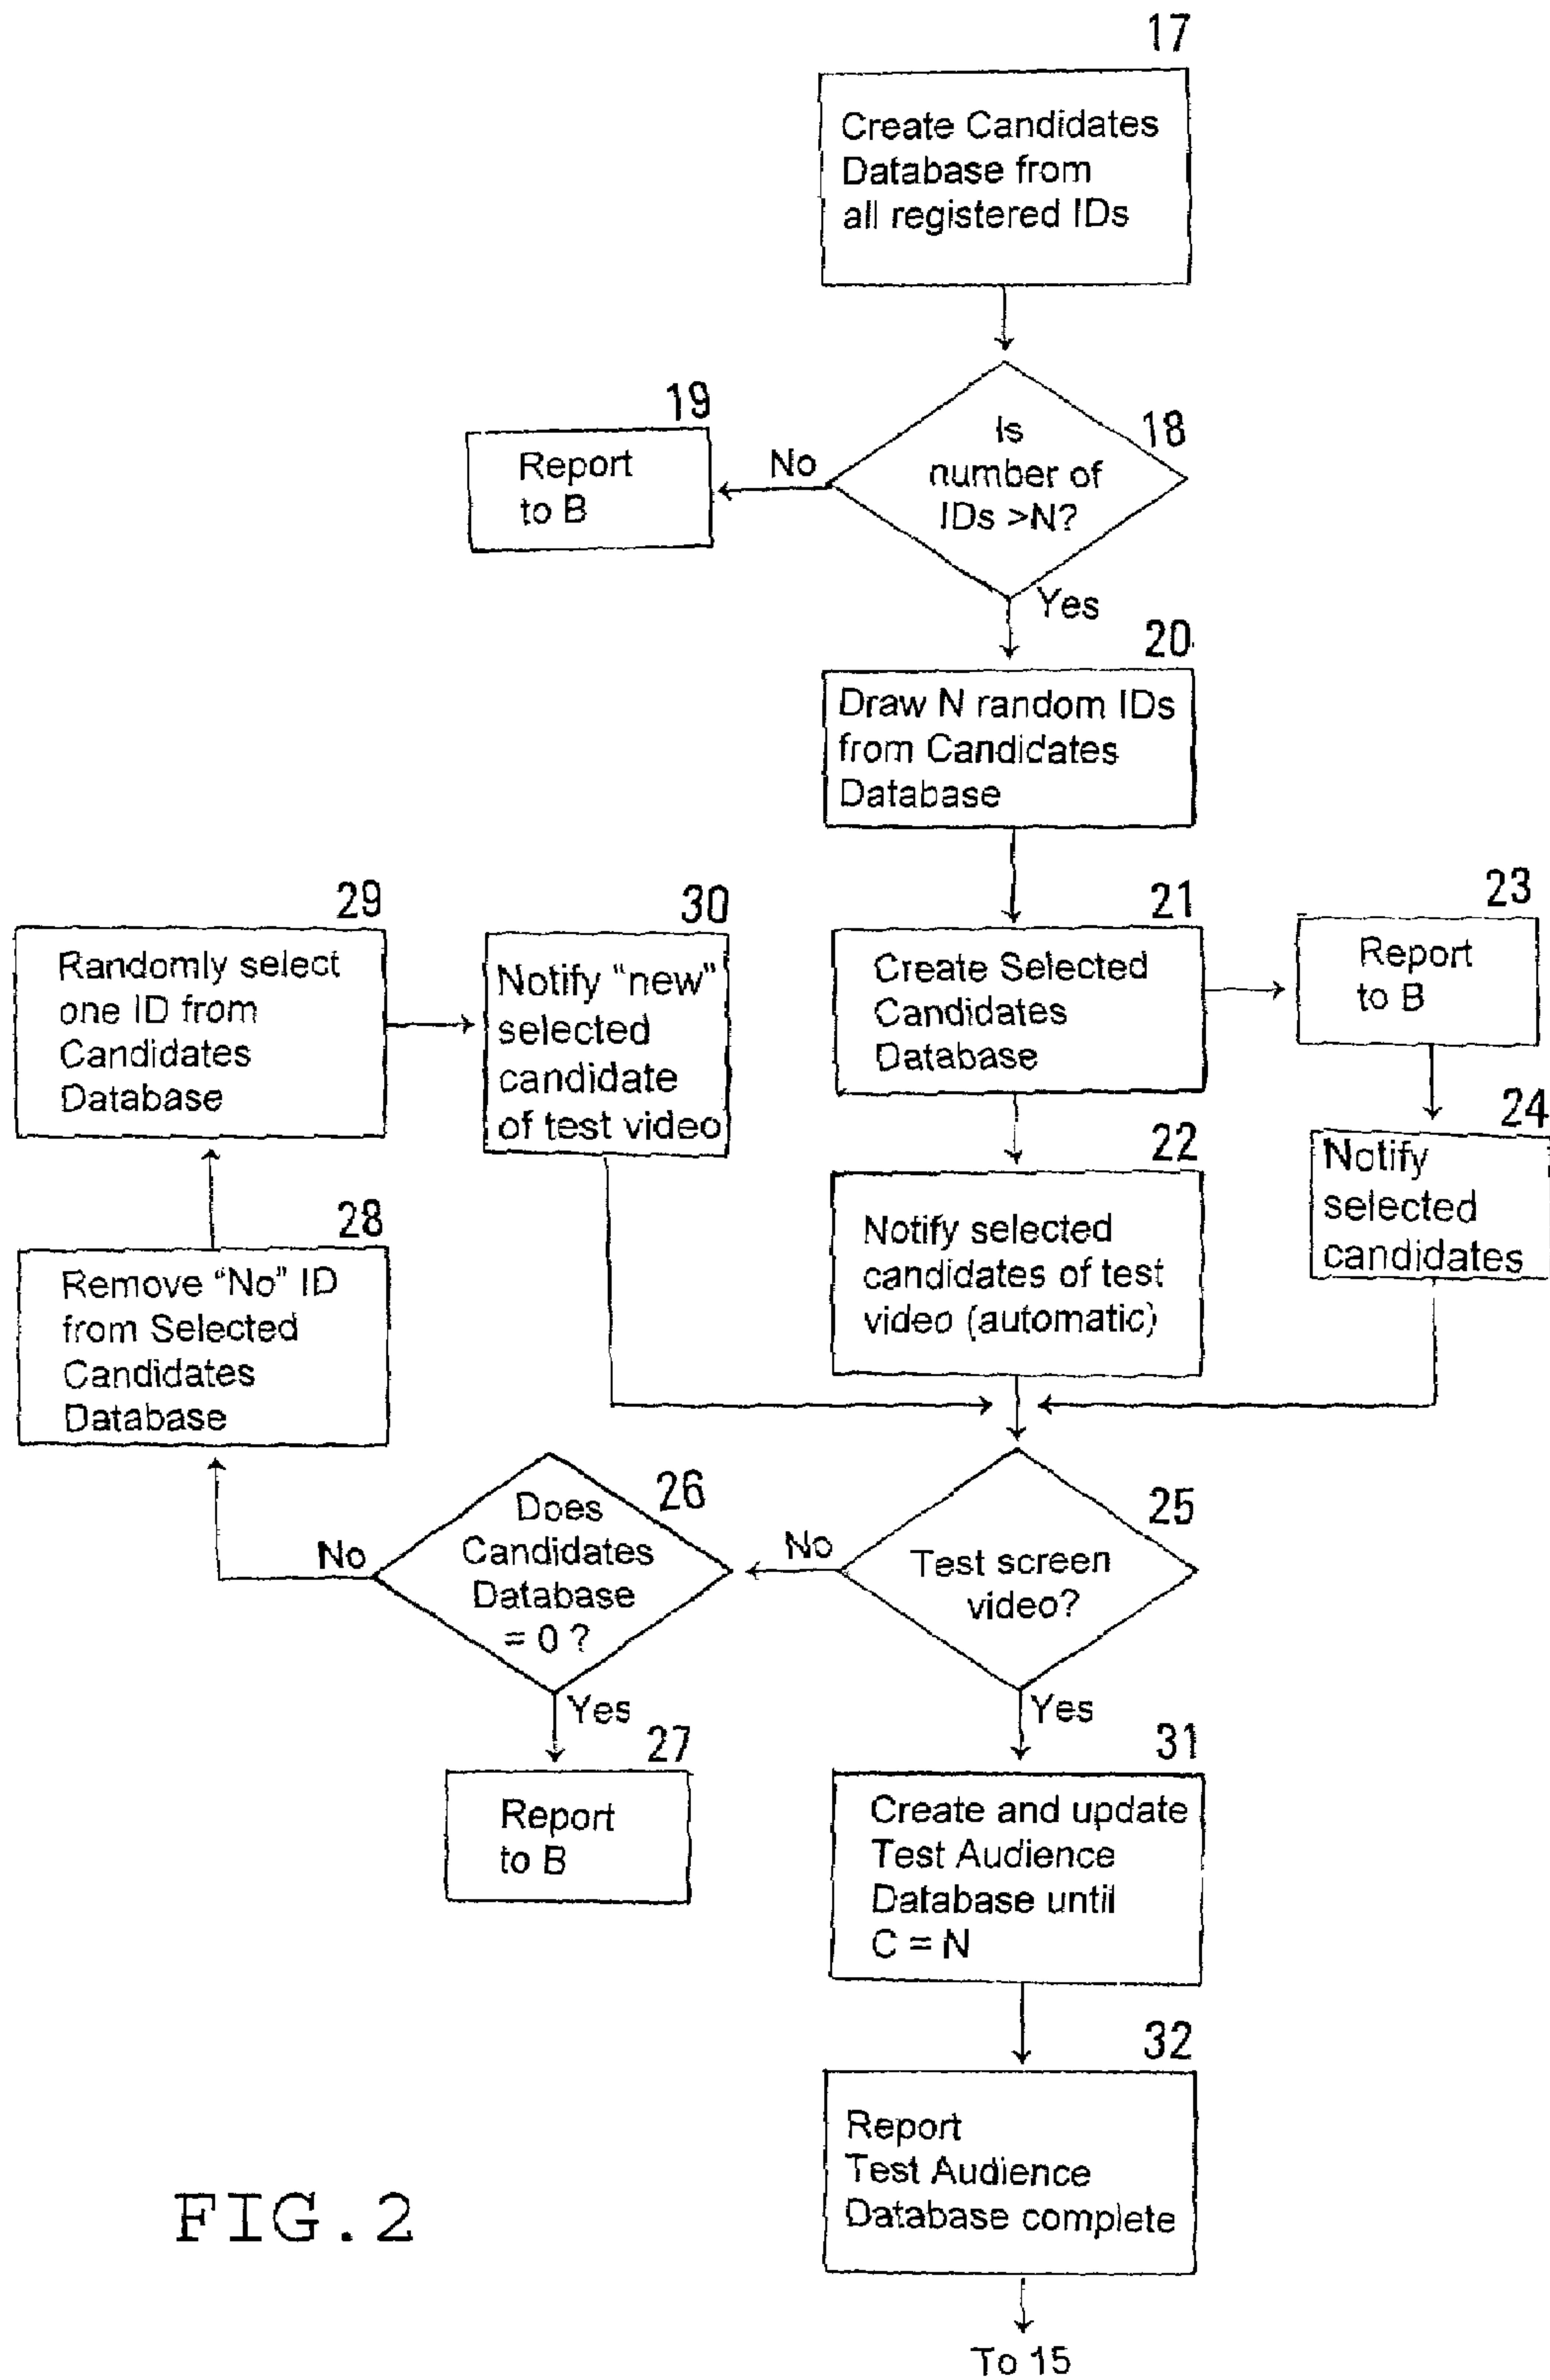 17
Create Candidates
Database from
all registered IDs
19
Report
to B
No
18
Is
number of
IDs >N?
Yes
20
Draw N random IDs
from Candidates
Database
29
Randomly select
one ID from
Candidates
Database
30
Notify “new”
selected
candidate
of test video
21
Create Selected
Candidates
Database
23
Report
to B
24
Notify
selected
candidates
22
Notify selected
candidates of test
video (automatic)
28
Remove “No” ID
from Selected
Candidates
Database
No
26
Does
Candidates
Database
= 0 ?
No
25
Test screen
video?
Yes
27
Report
to B
Yes
31
Create and update
Test Audience
Database until
C = N
32
Report
Test Audience
Database complete
To 15
FIG.2